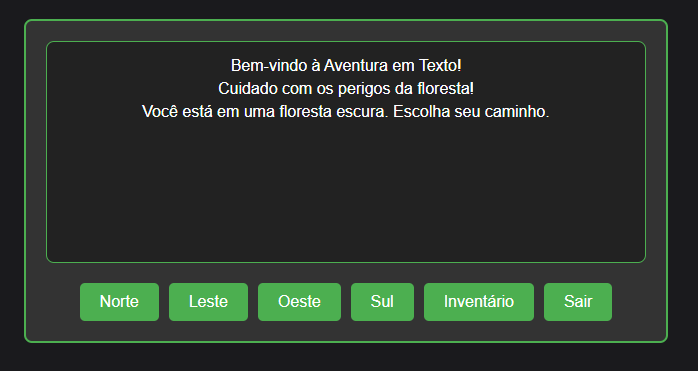 Bem-vindo à Aventura em Texto!
Cuidado com os perigos da floresta!
Você está em uma floresta escura. Escolha seu caminho.
Norte Leste Oeste Sul Inventário Sair